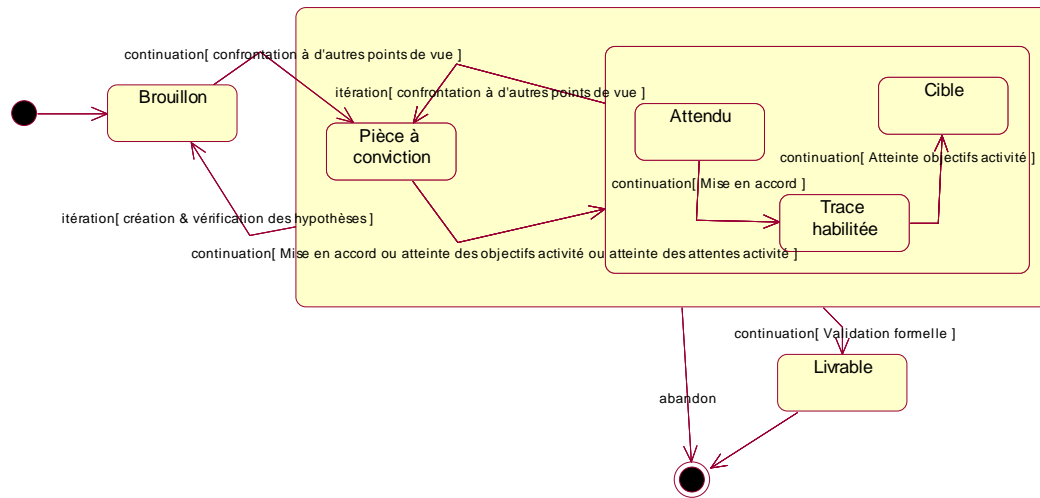 continuation[ confrontation à d'autres points de vue ]
itération[ confrontation à d'autres points de vue ]
Brouillon
Cible
Attendu
Pièce à
conviction
continuation[ Atteinte objectifs activité ]
continuation[ Mise en accord ]
Trace
habilitée
itération[ création & vérification des hypothèses ]
continuation[ Mise en accord ou atteinte des objectifs activité ou atteinte des attentes activité ]
continuation[ Validation formelle ]
Livrable
abandon